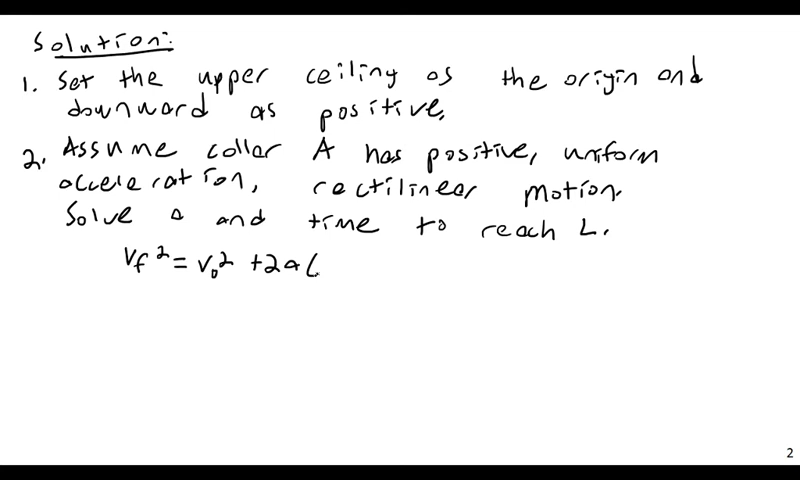 Solution:
1. Set the upper ceiling as the origin and
downward as positive.
2. Assume collar A has positive, uniform
acceleration, rectilinear motion.
Solve a and time to reach L.
Vf² = V₀² + 2a(
2